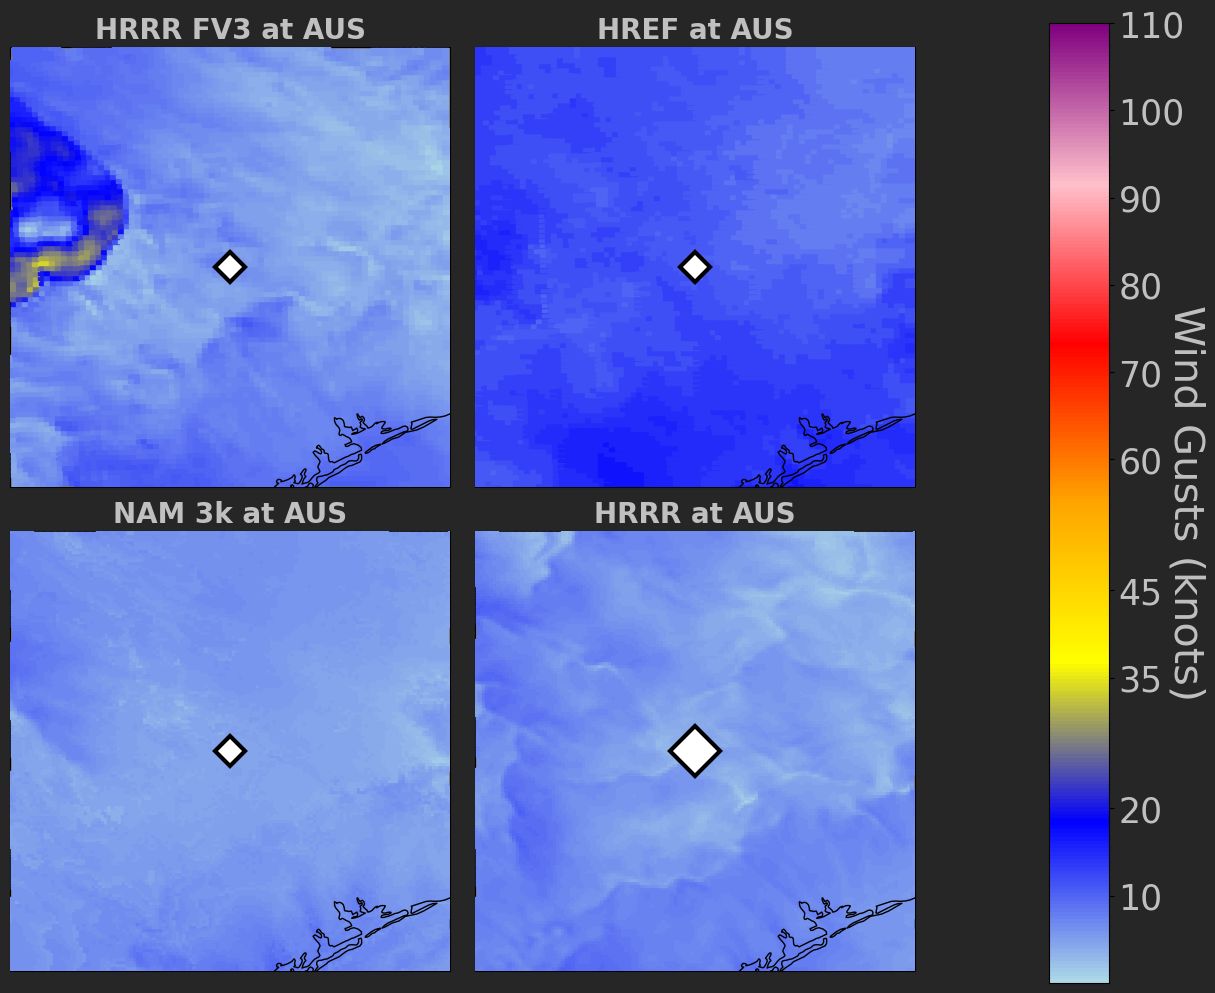 HRRR FV3 at AUS
HREF at AUS
NAM 3k at AUS
HRRR at AUS
110
100
90
80
70
60
45
35
20
10
Wind Gusts (knots)